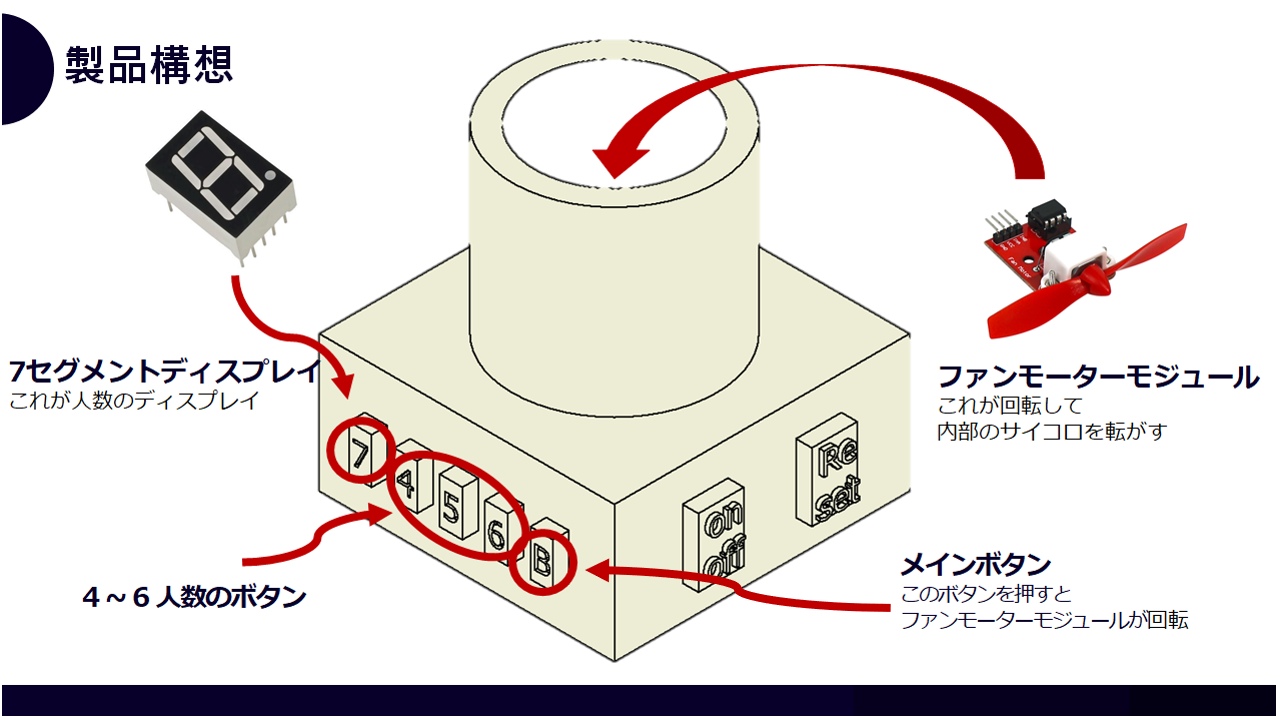 製品構想
7セグメントディスプレイ
これが人数のディスプレイ
ファンモーターモジュール
これが回転して
内部のサイコロを転がす
7
4
5
6
B
on
off
Re
set
4~6人数のボタン
メインボタン
このボタンを押すと
ファンモーターモジュールが回転